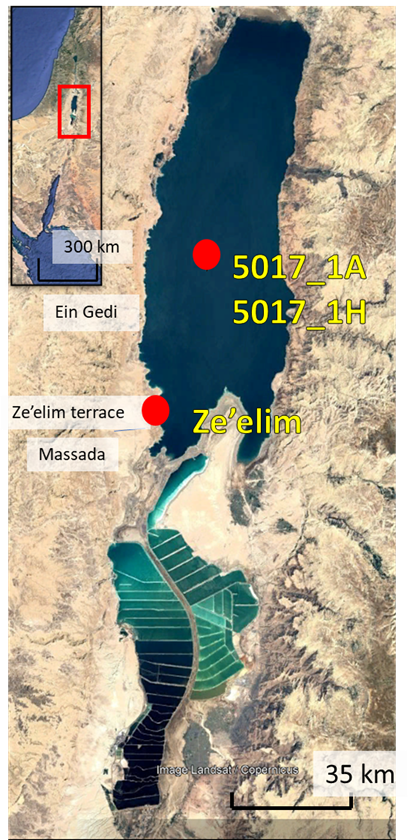 300 km
5017_1A
5017_1H
Ein Gedi
Ze’elim terrace
Ze’elim
Massada
Image Landsat / Copernicus
35 km